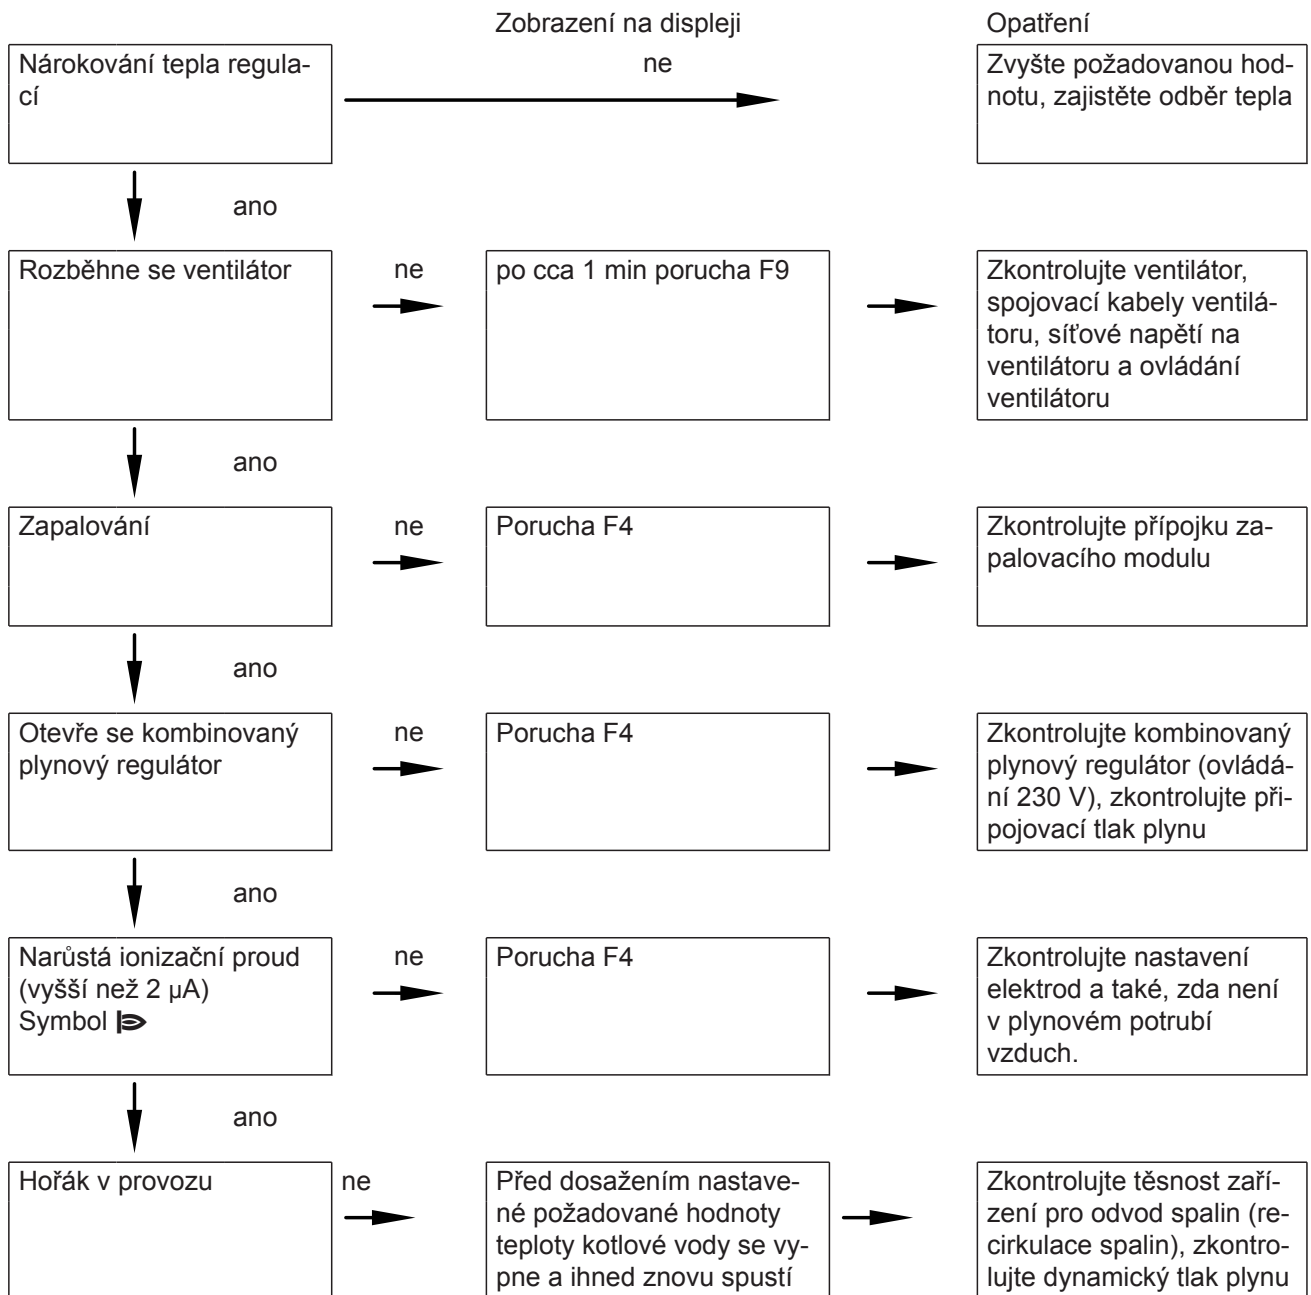 Zobrazení na displeji
Opatření
Nárokování tepla regula-
cí
ne
Zvyšte požadovanou hod-
notu, zajistěte odběr tepla
ano
Rozběhne se ventilátor
ne
po cca 1 min porucha F9
Zkontrolujte ventilátor,
spojovací kabely ventilá-
toru, síťové napětí na
ventilátoru a ovládání
ventilátoru
ano
Zapalování
ne
Porucha F4
Zkontrolujte přípojku za-
palovacího modulu
ano
Otevře se kombinovaný
plynový regulátor
ne
Porucha F4
Zkontrolujte kombinovaný
plynový regulátor (ovládá-
ní 230 V), zkontrolujte při-
pojovací tlak plynu
ano
Narůstá ionizační proud
(vyšší než 2 µA)
Symbol
ne
Porucha F4
Zkontrolujte nastavení
elektrod a také, zda není
v plynovém potrubí
vzduch.
ano
Hořák v provozu
ne
Před dosažením nastave-
né požadované hodnoty
teploty kotlové vody se vy-
pne a ihned znovu spustí
Zkontrolujte těsnost zaří-
zení pro odvod spalin (re-
cirkulace spalin), zkontro-
lujte dynamický tlak plynu